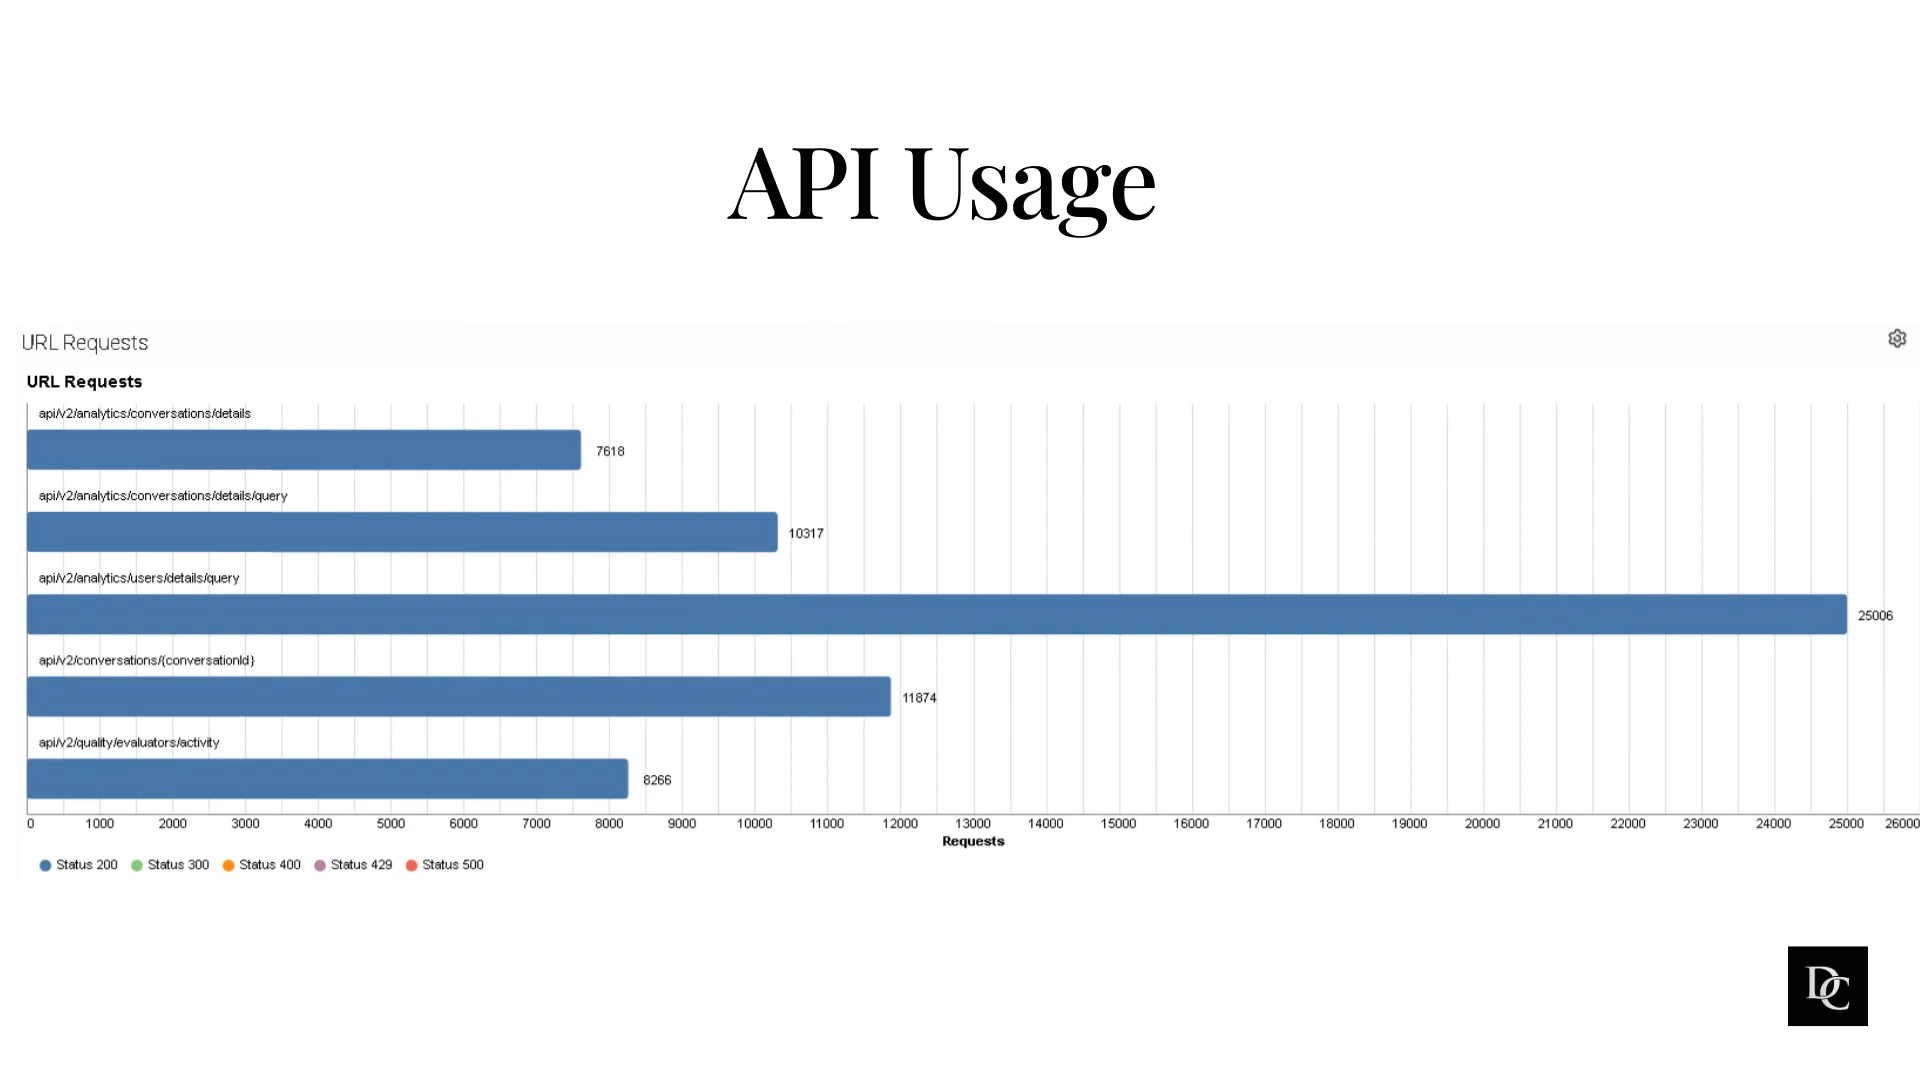 API Usage
URL Requests
URL Requests
api/v2/analytics/conversations/details
7618
api/v2/analytics/conversations/details/query
10317
api/v2/analytics/users/details/query
25006
api/v2/conversations/{conversationId}
11874
api/v2/quality/evaluators/activity
8266
0 1000 2000 3000 4000 5000 6000 7000 8000 9000 10000 11000 12000 13000 14000 15000 16000 17000 18000 19000 20000 21000 22000 23000 24000 25000 26000
Requests
Status 200 Status 300 Status 400 Status 429 Status 500
DC